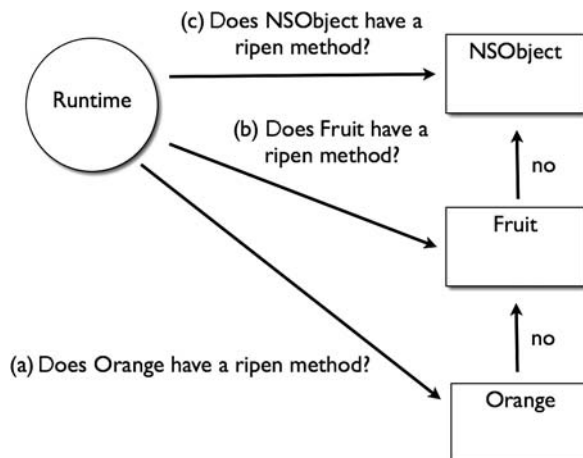 (c) Does NSObject have a
ripen method?
NSObject
Runtime
(b) Does Fruit have a
ripen method?
no
Fruit
(a) Does Orange have a ripen method?
no
Orange